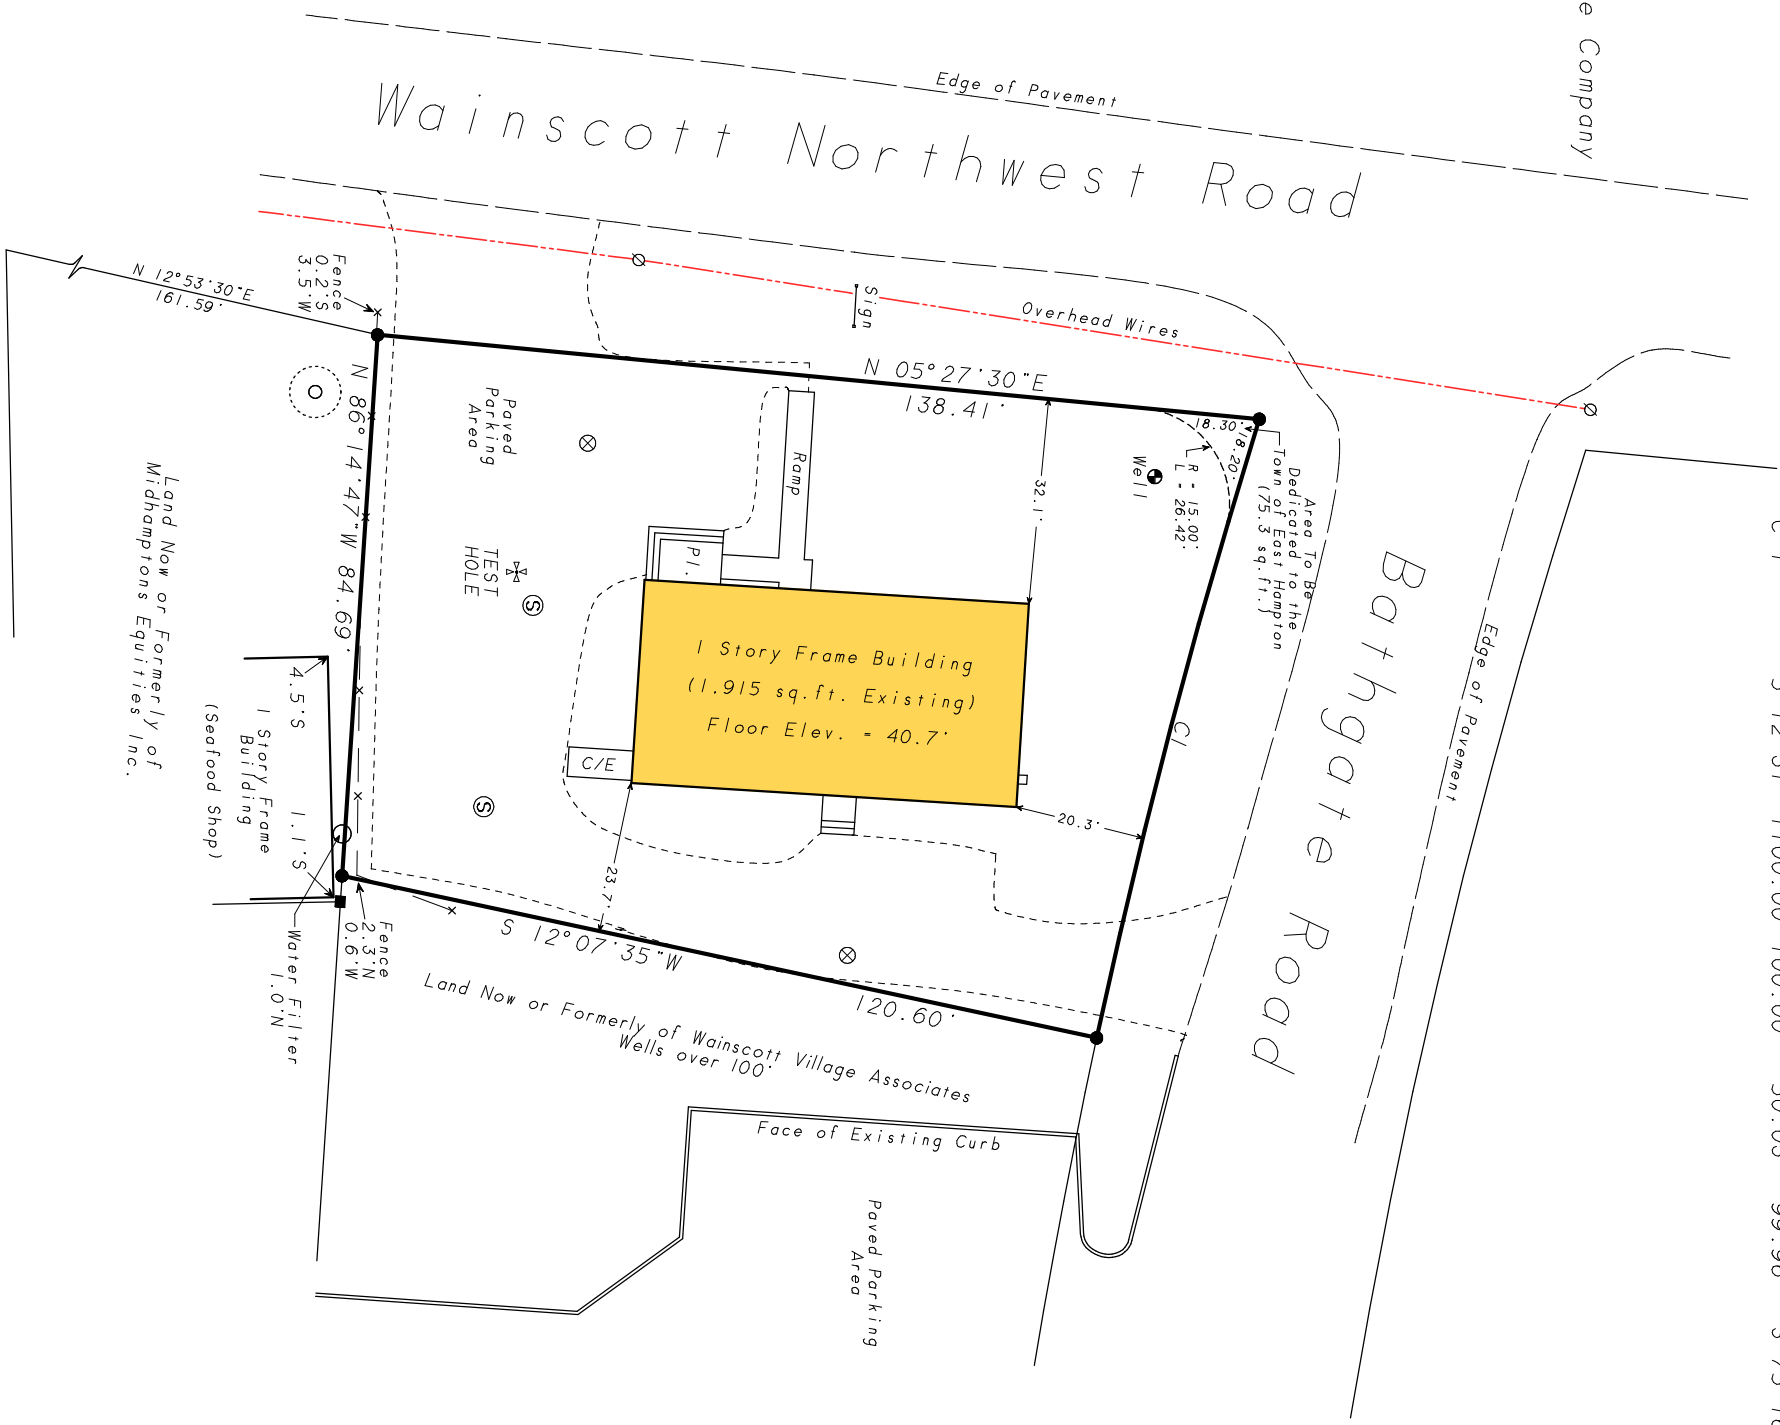 e Company
Edge of Pavement
Wainscott Northwest Road
Overhead Wires
Sign
Fence
0.2'S
3.5'W
N 12°53'30"E
161.59'
N 05°27'30"E
138.41'
18.30'
18.20'
R = 15.00'
L = 26.42'
Area To Be
Dedicated to the
Town of East Hampton
(75.3 sq.ft.)
Well
32.1'
Ramp
Pl.
Paved
Parking
Area
TEST
HOLE
S
S
N 86°14'47"W 84.69'
Land Now or Formerly of
Midhamptons Equities Inc.
1 Story Frame Building
(1,915 sq.ft. Existing)
Floor Elev. = 40.7'
C/E
C1
20.3'
23.7'
Bathgate Road
Edge of Pavement
4.5'S
1 Story Frame
Building
(Seafood Shop)
1.1'S
Fence
2.3'N
0.6'W
Water Filter
1.0'N
S 12°07'35"W
120.60'
Land Now or Formerly of Wainscott Village Associates
Wells over 100'
Face of Existing Curb
Paved Parking
Area